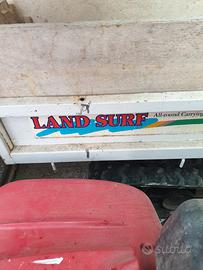 LAND SURF
All-round Carrying
subito